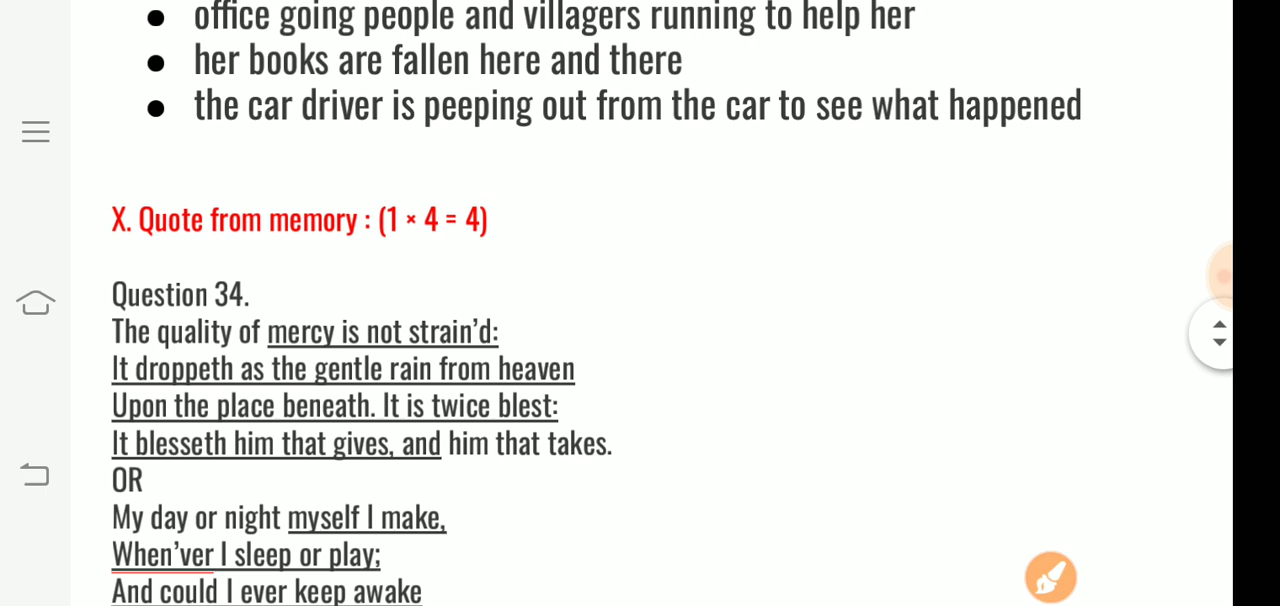 office going people and villagers running to help her
her books are fallen here and there
the car driver is peeping out from the car to see what happened
X. Quote from memory : (1 × 4 = 4)
Question 34.
The quality of mercy is not strain’d:
It droppeth as the gentle rain from heaven
Upon the place beneath. It is twice blest:
It blesseth him that gives, and him that takes.
OR
My day or night myself I make,
When’ver I sleep or play;
And could I ever keep awake